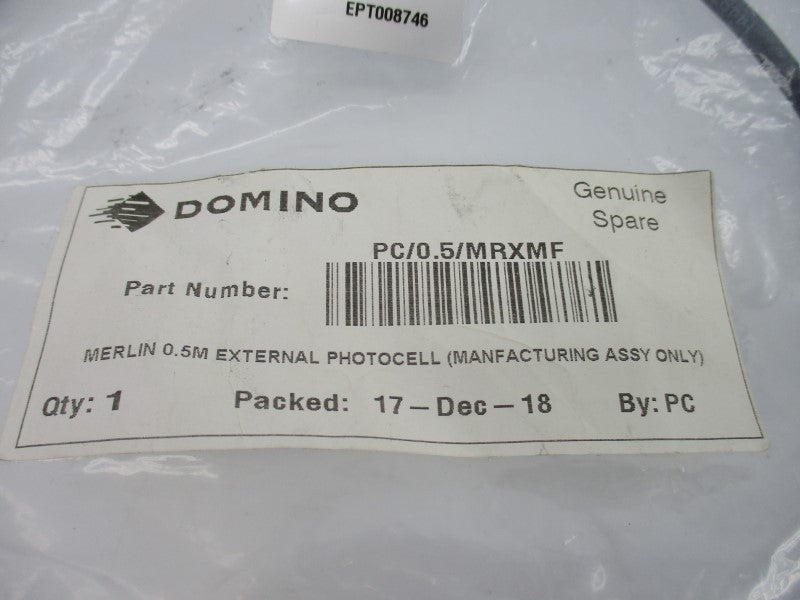 EPT008746
DOMINO
Genuine
Spare
PC/0.5/MRXMF
Part Number:
MERLIN 0.5M EXTERNAL PHOTOCELL (MANFACTURING ASSY ONLY)
Qty: 1 Packed: 17-Dec-18 By: PC